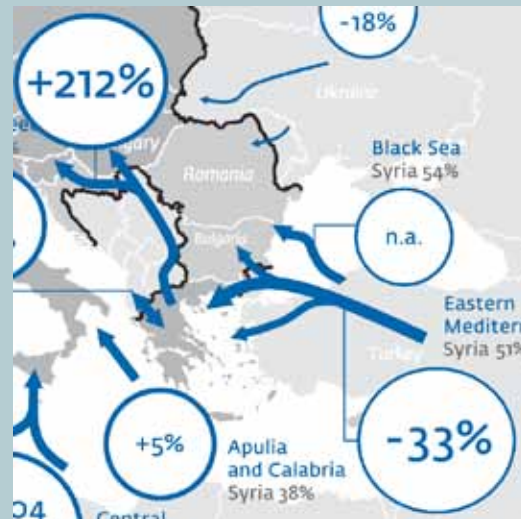 -18%
+212%
Ukraine
Romania
Bulgaria
Black Sea
Syria 54%
n.a.
Eastern
Mediterr
Syria 51%
Turkey
-33%
+5%
Apulia
and Calabria
Syria 38%
04
Central